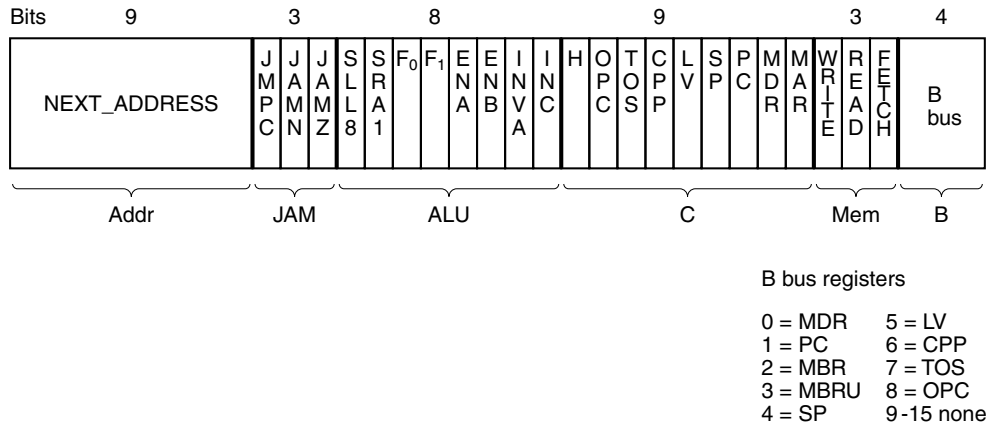 Bits 9 3 8 9 3 4
NEXT_ADDRESS JMPC JAMN JAMZ SLL8 SRA1 F0 F1 ENA ENB INVA INC H OPC TOS CPP LV SP PC MDR MAR WRITE READ FETCH B bus
Addr JAM ALU C Mem B
B bus registers
0 = MDR 5 = LV
1 = PC 6 = CPP
2 = MBR 7 = TOS
3 = MBRU 8 = OPC
4 = SP 9-15 none